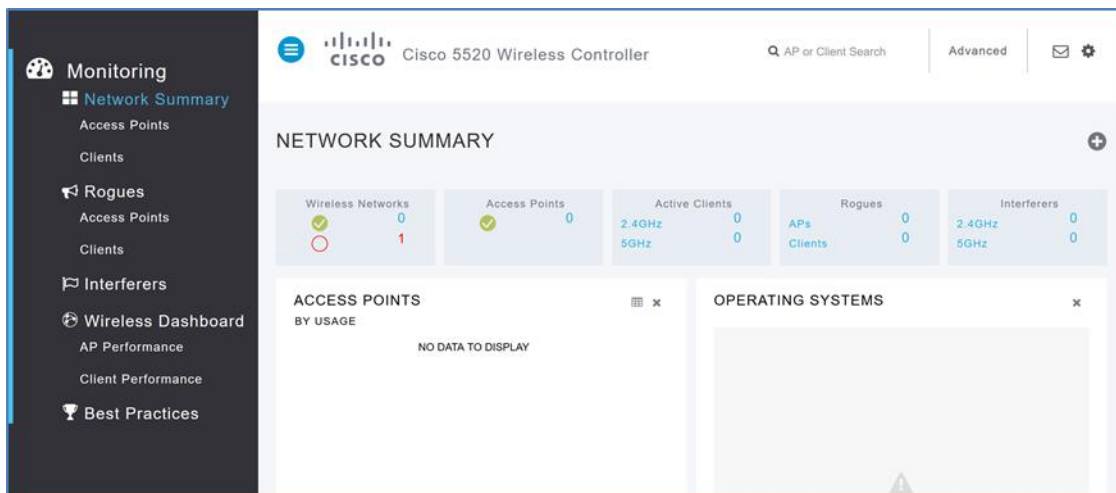 Monitoring
Network Summary
Access Points
Clients
Rogues
Access Points
Clients
Interferers
Wireless Dashboard
AP Performance
Client Performance
Best Practices
CISCO Cisco 5520 Wireless Controller
AP or Client Search
Advanced
NETWORK SUMMARY
Wireless Networks
0
1
Access Points
0
Active Clients
2.4GHz 0
5GHz 0
Rogues
APs 0
Clients 0
Interferers
2.4GHz 0
5GHz 0
ACCESS POINTS
BY USAGE
NO DATA TO DISPLAY
OPERATING SYSTEMS